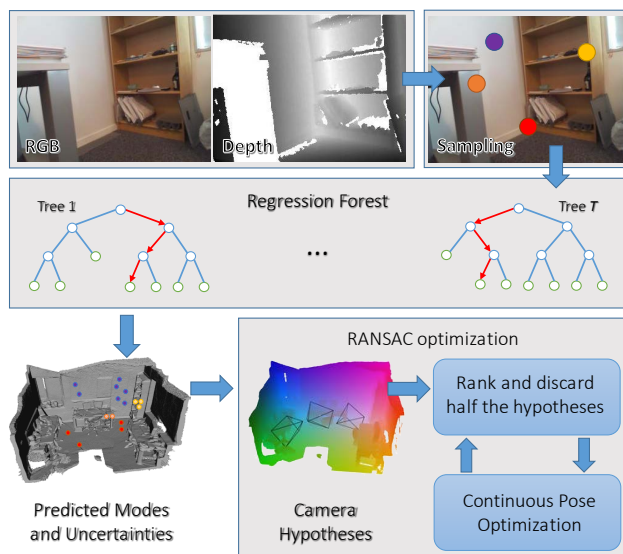 RGB
Depth
Sampling
Regression Forest
Tree 1
...
Tree T
RANSAC optimization
Rank and discard
half the hypotheses
Continuous Pose
Optimization
Predicted Modes
and Uncertainties
Camera
Hypotheses